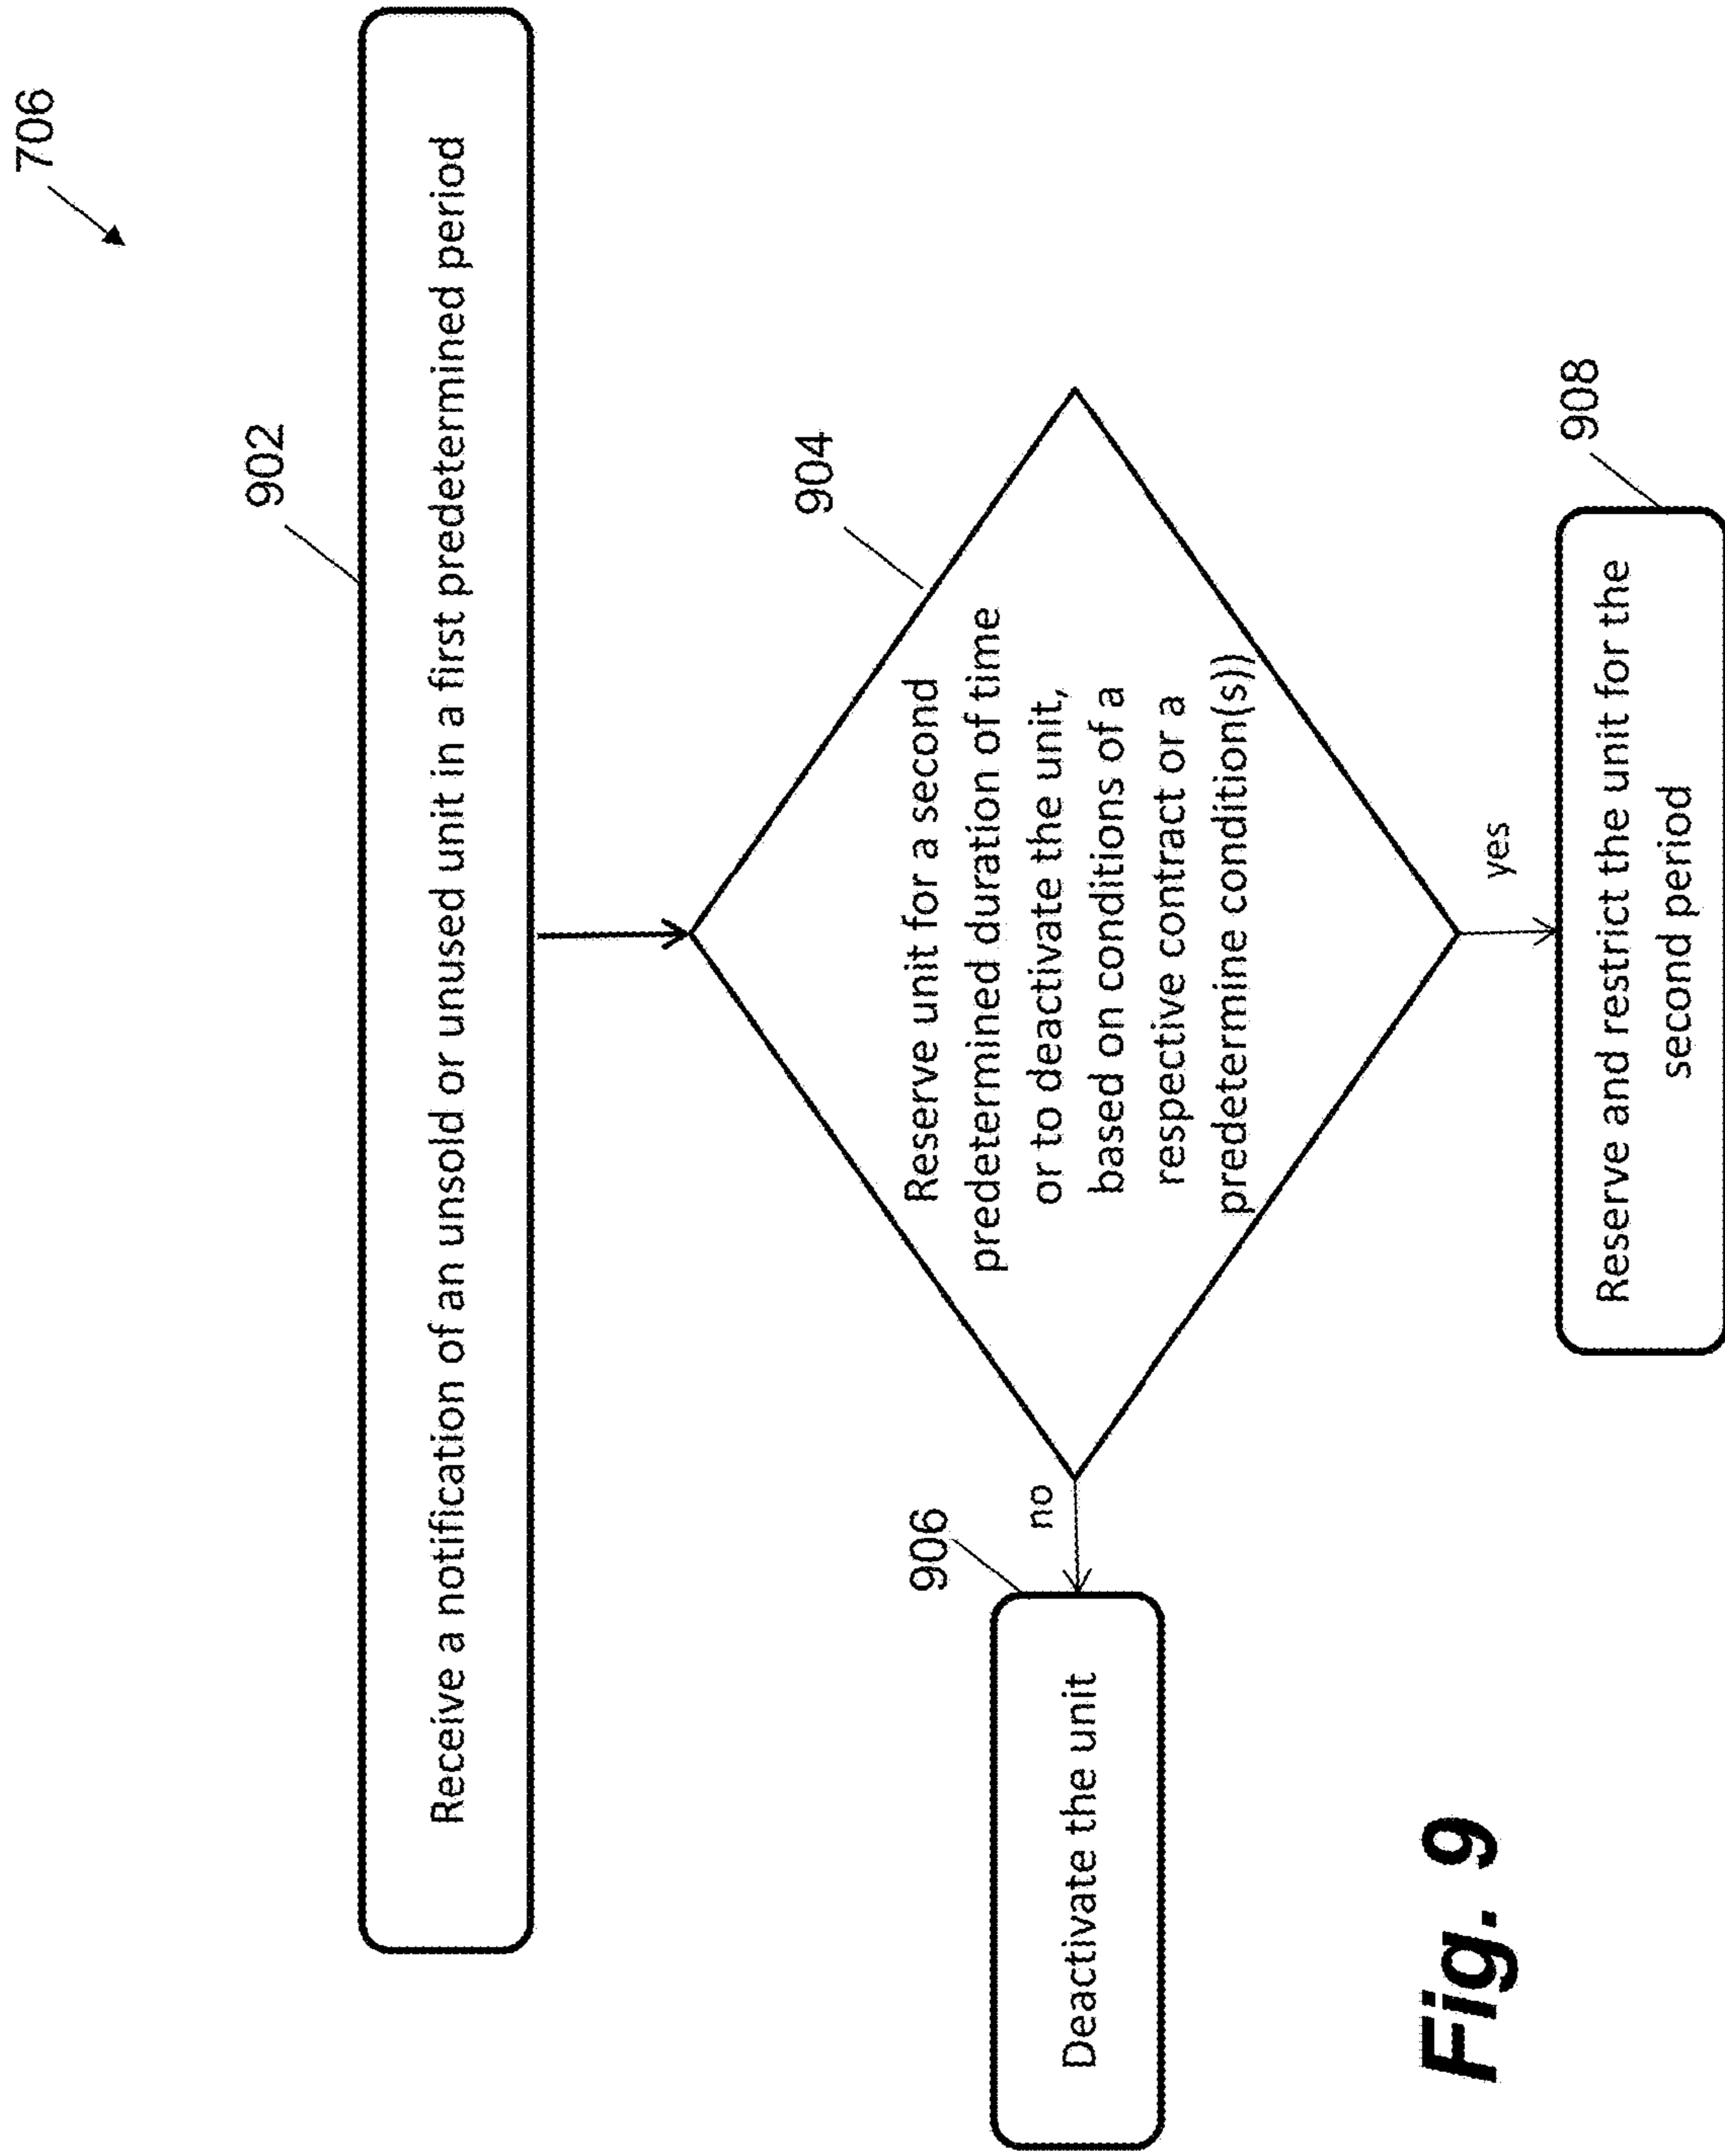 706
902
Receive a notification of an unsold or unused unit in a first predetermined period
904
Reserve unit for a second
predetermined duration of time
or to deactivate the unit,
based on conditions of a
respective contract or a
predetermine condition(s))
906
no
Deactivate the unit
yes
908
Reserve and restrict the unit for the
second period
Fig. 9